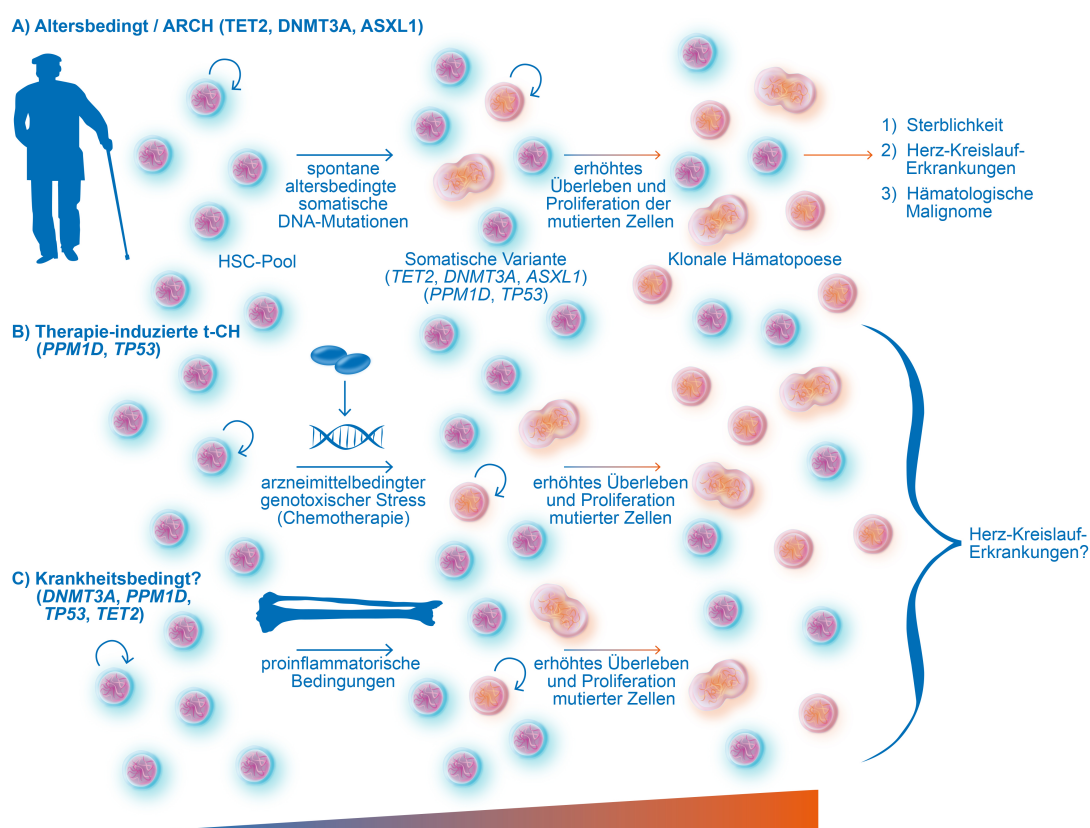 A) Altersbedingt / ARCH (TET2, DNMT3A, ASXL1)
spontane
altersbedingte
somatische
DNA-Mutationen
erhöhtes
Überleben und
Proliferation der
mutierten Zellen
1) Sterblichkeit
2) Herz-Kreislauf-
Erkrankungen
3) Hämatologische
Malignome
HSC-Pool
Somatische Variante
(TET2, DNMT3A, ASXL1)
(PPM1D, TP53)
Klonale Hämatopoese
B) Therapie-induzierte t-CH
(PPM1D, TP53)
arzneimittelbedingter
genotoxischer Stress
(Chemotherapie)
erhöhtes Überleben
und Proliferation
mutierter Zellen
Herz-Kreislauf-
Erkrankungen?
C) Krankheitsbedingt?
(DNMT3A, PPM1D,
TP53, TET2)
proinflammatorische
Bedingungen
erhöhtes Überleben
und Proliferation
mutierter Zellen